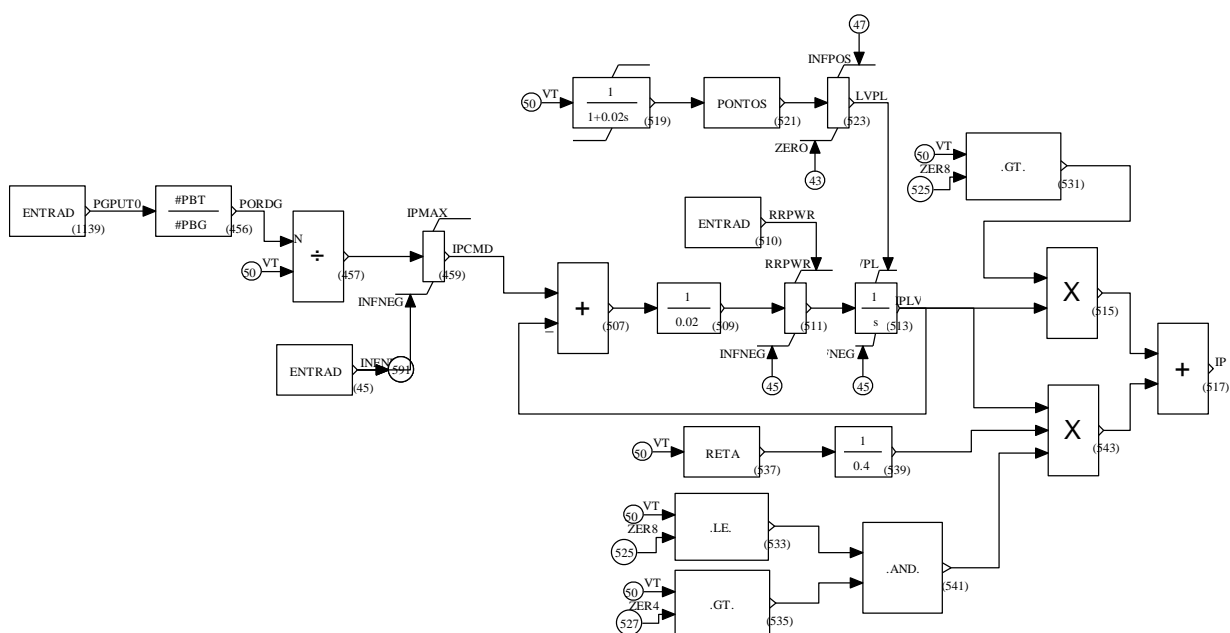 47
INFPOS
50 VT
1
1+0.02s
(519)
PONTOS
(521)
LVPL
(523)
ZERO
43
50 VT
ZER8
525
.GT.
(531)
ENTRAD
(1139)
PGPUT0
#PBT
#PBG
(456)
PORDG
50 VT
N
÷
(457)
IPMAX
IPCMD
(459)
INFNEG
ENTRAD
(45)
591
ENTRAD
(510)
RRPWR
+
–
(507)
1
0.02
(509)
RRPWR
(511)
INFNEG
45
VPL
1
s
(513)
IPLV
FNEG
45
X
(515)
+
IP
(517)
X
(543)
50 VT
RETA
(537)
1
0.4
(539)
50 VT
ZER8
525
.LE.
(533)
50 VT
ZER4
527
.GT.
(535)
.AND.
(541)